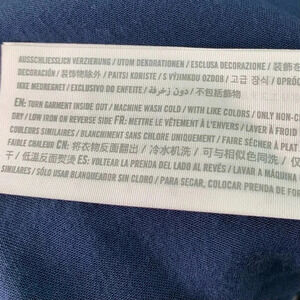 AUSSCHLIESSLICH VERZIERUNG / UTOM DEKORATIONEN / ESCLUSA DECORAZIONE / 装飾を
DECORACIÓN / 装饰物除外 / PAITSI KORISTE / S VÝJIMKOU OZDOB / 고급 장식 /
IKKE MEDREGNET / EXCLUSIVO DO ENFEITE / دون زخرفة / 不包括飾物
EN: TURN GARMENT INSIDE OUT / MACHINE WASH COLD / WITH LIKE COLORS / ONLY NON-C
DRY / LOW IRON ON REVERSE SIDE FR: METTRE LE VÊTEMENT À L'ENVERS / LAVER À FROID
COULEURS SIMILAIRES / BLANCHIMENT SANS CHLORE UNIQUEMENT / FAIRE SÉCHER À PLAT
FAIBLE CHALEUR CN: 将衣物反面翻出 / 冷水机洗 / 可与相似色同洗 / 仅
干 / 低温反面熨烫 ES: VOLTEAR LA PRENDA DEL LADO AL REVÉS / LAVAR A MÁQUINA
SIMILARES / SÓLO USAR BLANQUEADOR SIN CLORO / PARA SECAR, COLOCAR PRENDA DE